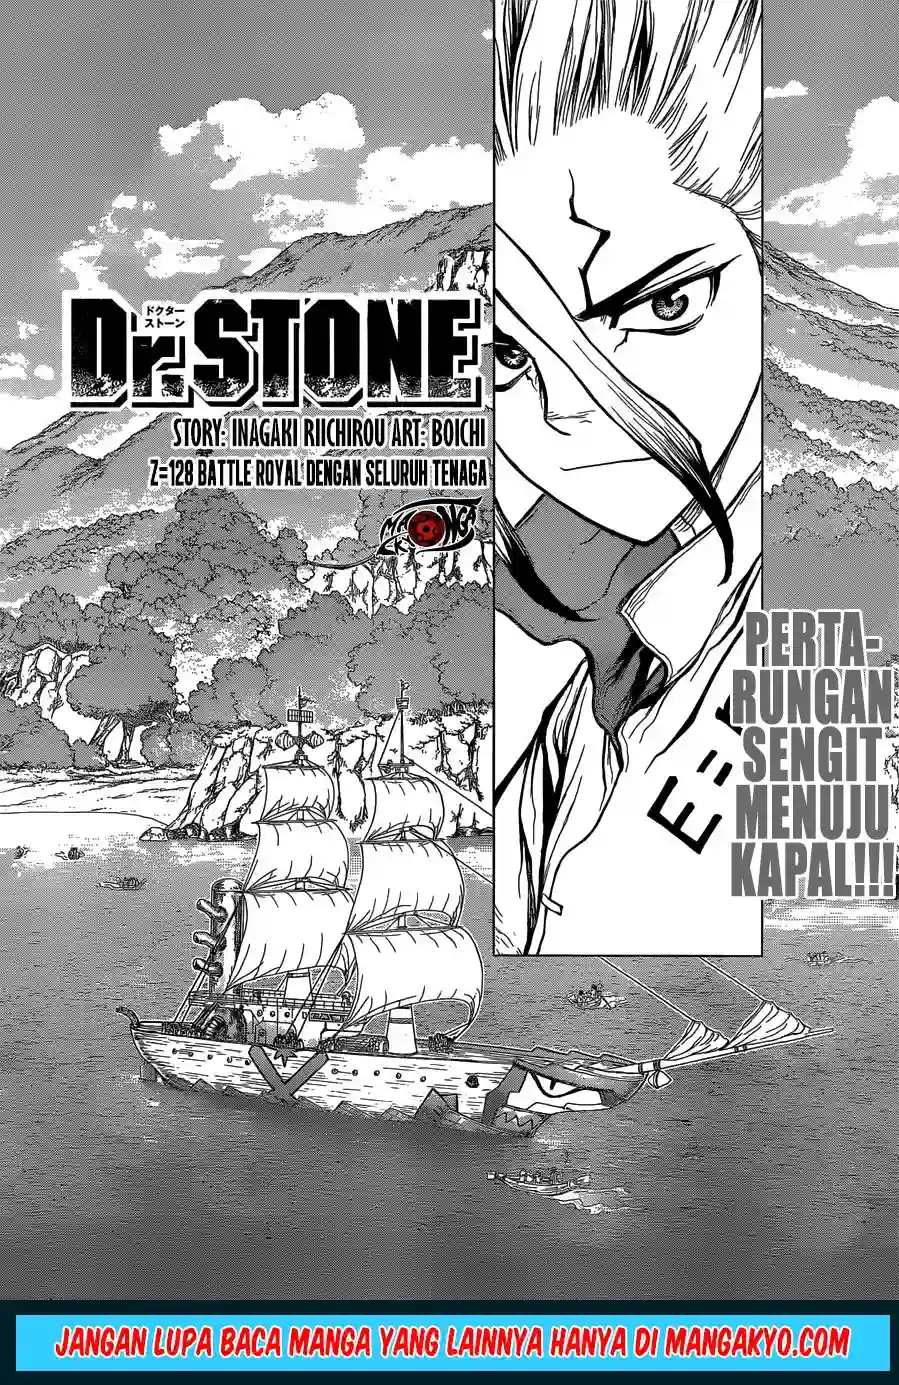 ドクター
ストーン
Dr.STONE
STORY: INAGAKI RIICHIROU ART: BOICHI
Z=128 BATTLE ROYAL DENGAN SELURUH TENAGA
PERTA-
RUNGAN
SENGIT
MENUJU
KAPAL!!!
E=
JANGAN LUPA BACA MANGA YANG LAINNYA HANYA DI MANGAKYO.COM